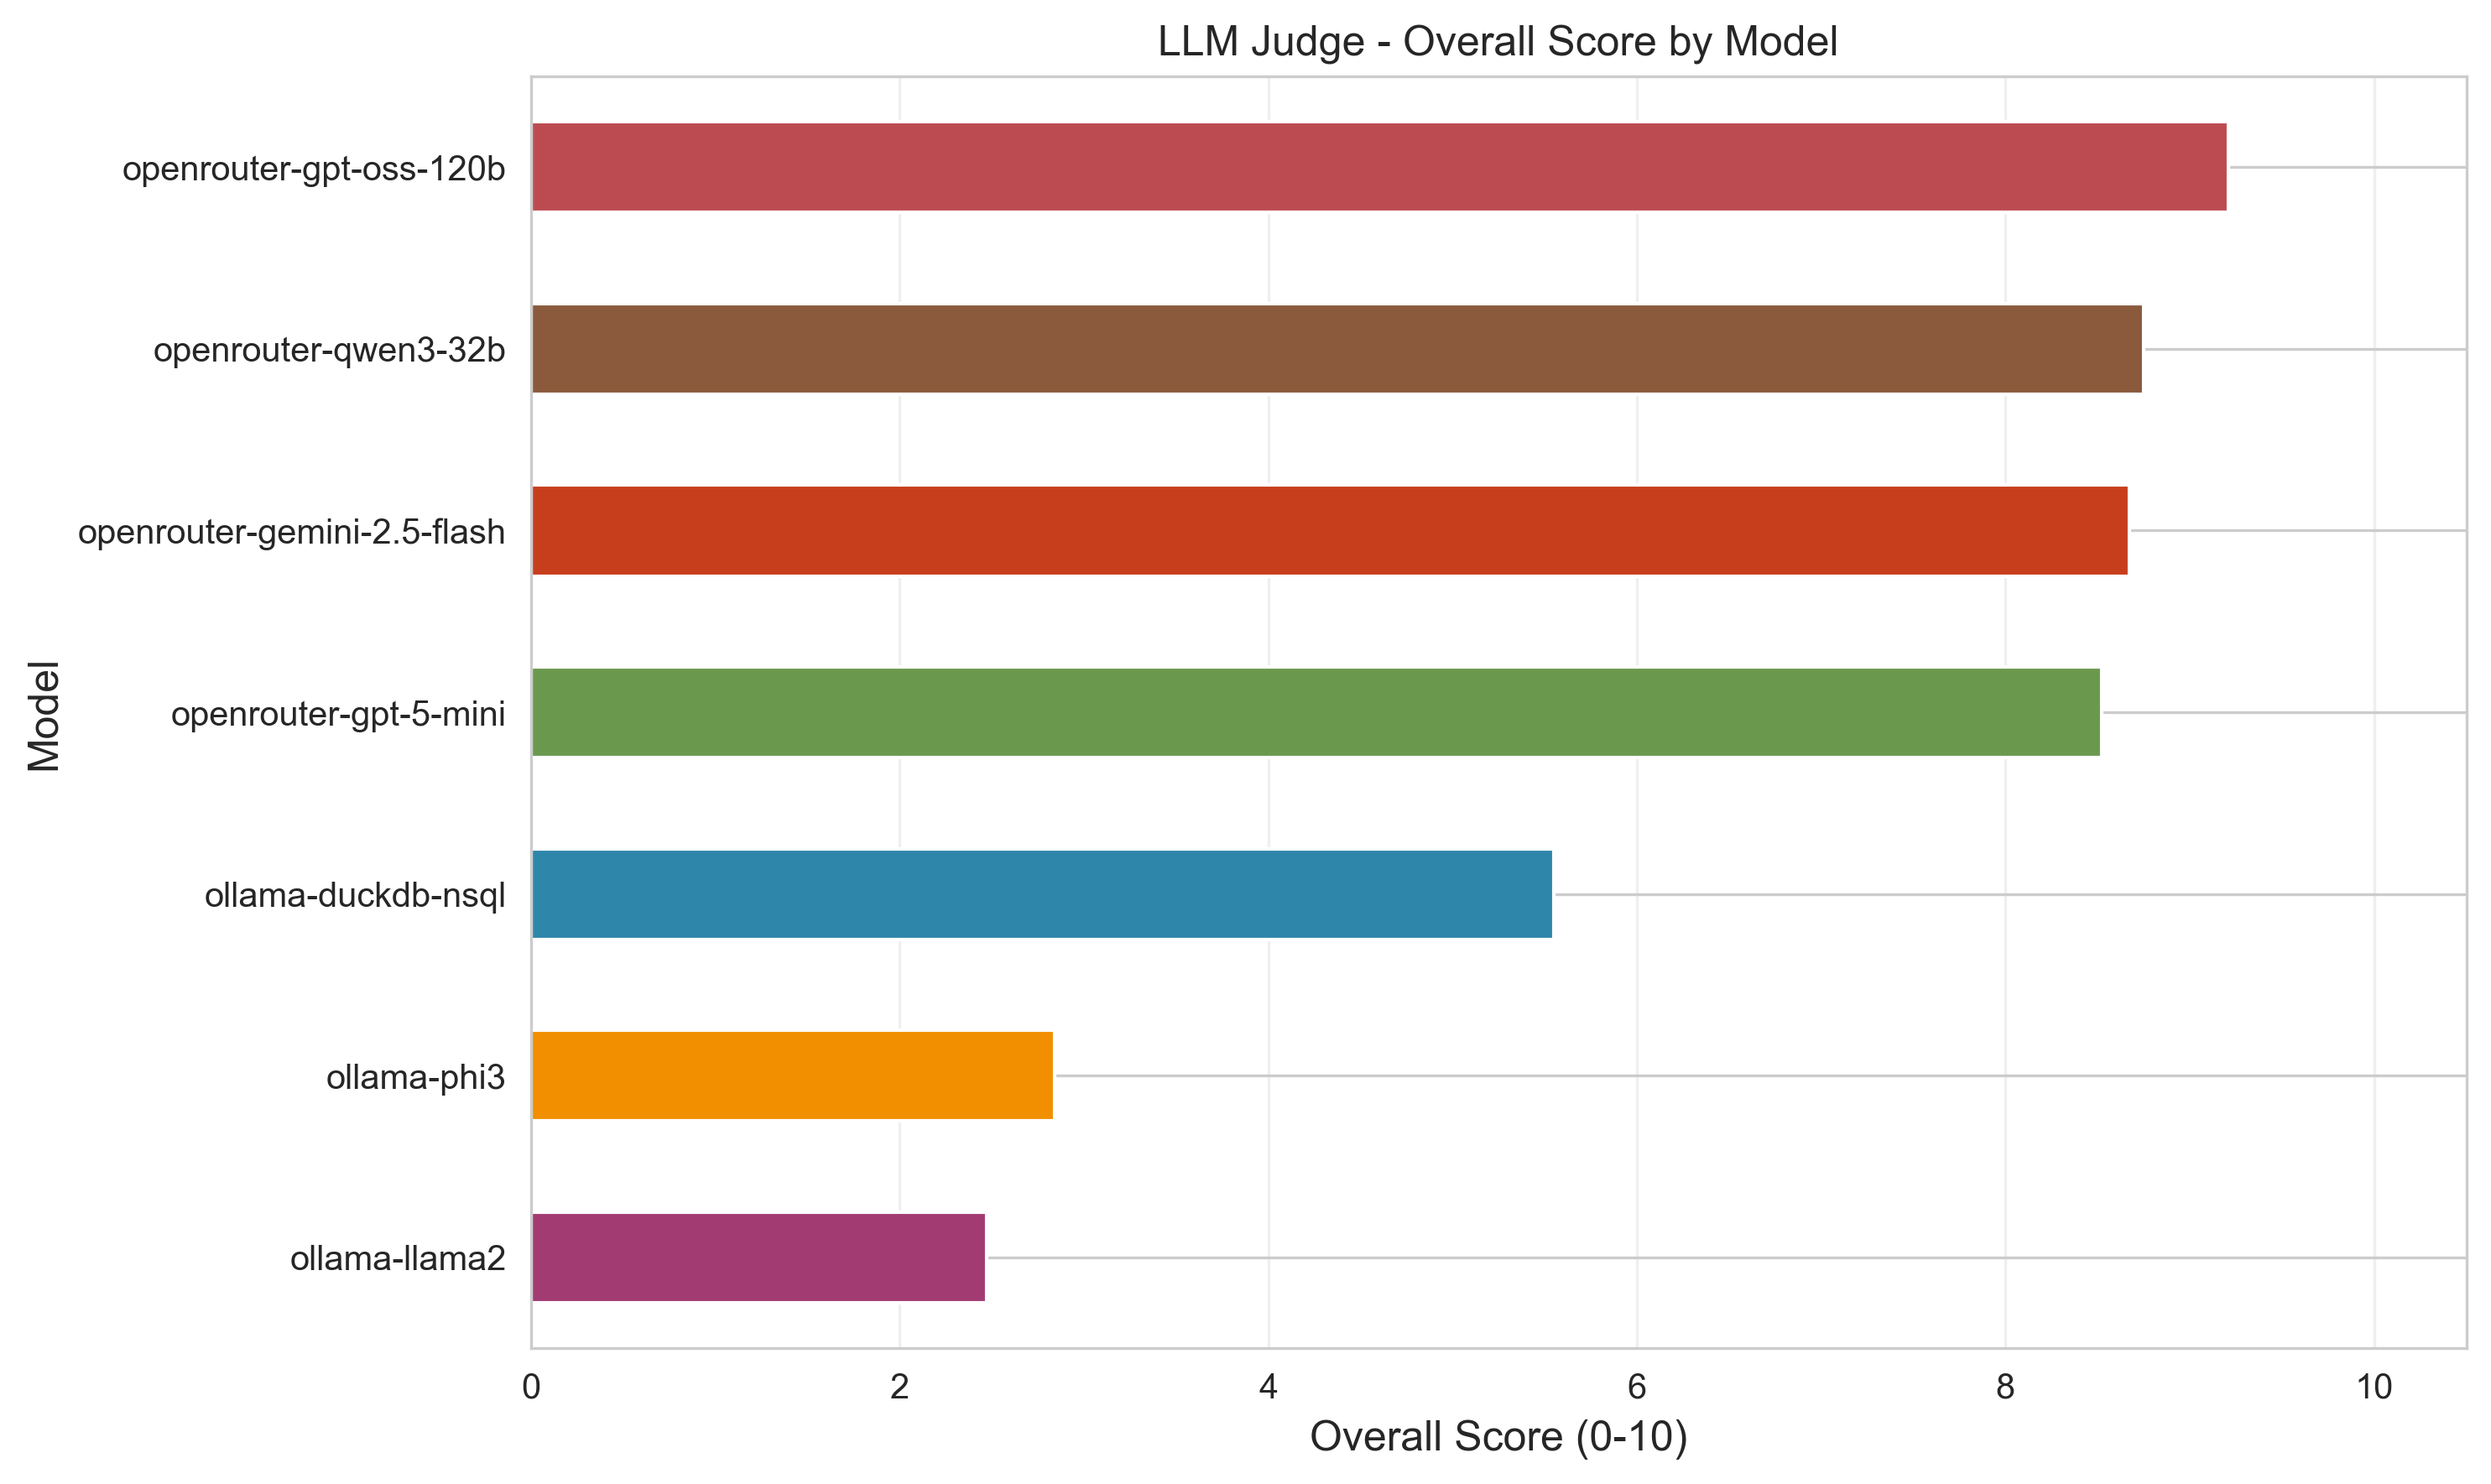 LLM Judge - Overall Score by Model
openrouter-gpt-oss-120b
openrouter-qwen3-32b
openrouter-gemini-2.5-flash
openrouter-gpt-5-mini
ollama-duckdb-nsql
ollama-phi3
ollama-llama2
Model
0 2 4 6 8 10
Overall Score (0-10)